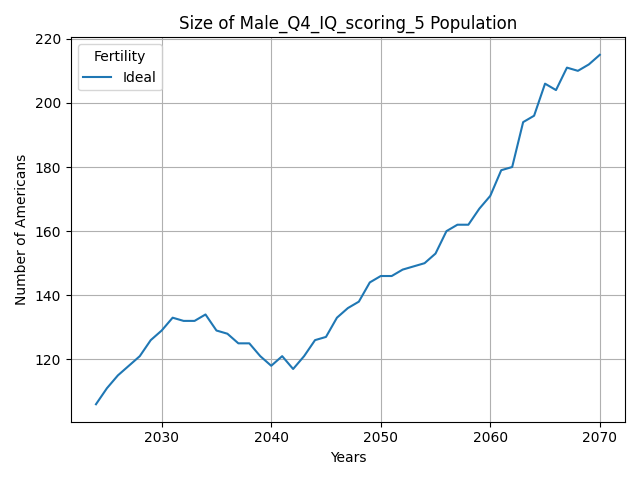 Size of Male_Q4_IQ_scoring_5 Population
Number of Americans
220
200
180
160
140
120
Fertility
Ideal
2030
2040
2050
2060
2070
Years